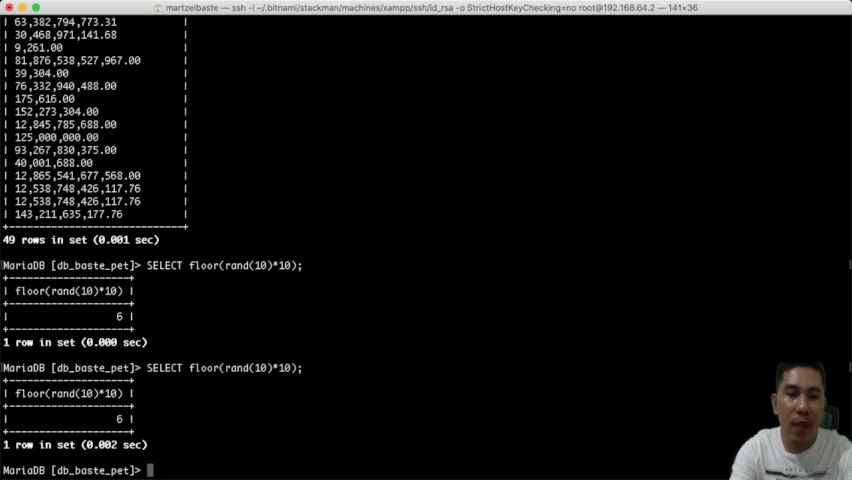 martzelbaste — ssh -i ~/.bitnami/stackman/machines/xampp/ssh/id_rsa -o StrictHostKeyChecking=no root@192.168.64.2 — 141×36
| 63,382,794,773.31 |
| 30,468,971,141.68 |
| 9,261.00 |
| 81,876,538,527,967.00 |
| 39,304.00 |
| 76,332,940,488.00 |
| 175,616.00 |
| 152,273,304.00 |
| 12,845,785,688.00 |
| 125,000,000.00 |
| 93,267,830,375.00 |
| 40,001,688.00 |
| 12,865,541,677,568.00 |
| 12,538,748,426,117.76 |
| 12,538,748,426,117.76 |
| 143,211,635,177.76 |
+----------------------------+
49 rows in set (0.001 sec)
MariaDB [db_baste_pet]> SELECT floor(rand(10)*10);
+--------------------+
| floor(rand(10)*10) |
+--------------------+
| 6 |
+--------------------+
1 row in set (0.000 sec)
MariaDB [db_baste_pet]> SELECT floor(rand(10)*10);
+--------------------+
| floor(rand(10)*10) |
+--------------------+
| 6 |
+--------------------+
1 row in set (0.002 sec)
MariaDB [db_baste_pet]>